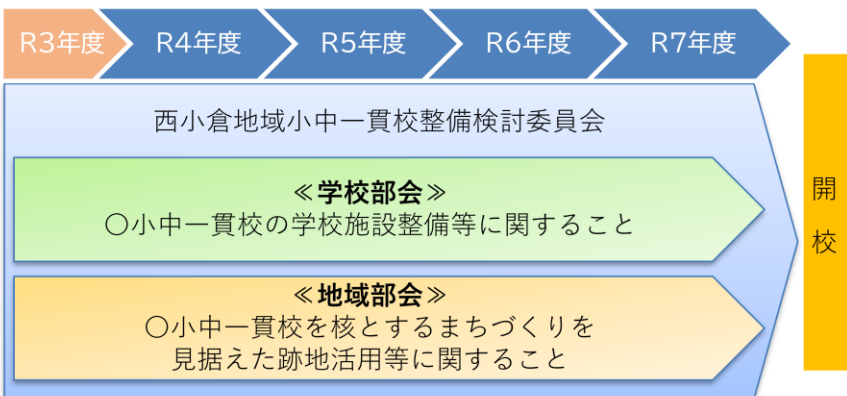 R3年度 R4年度 R5年度 R6年度 R7年度
西小倉地域小中一貫校整備検討委員会
≪学校部会≫
〇小中一貫校の学校施設整備等に関すること
≪地域部会≫
〇小中一貫校を核とするまちづくりを
見据えた跡地活用等に関すること
開校